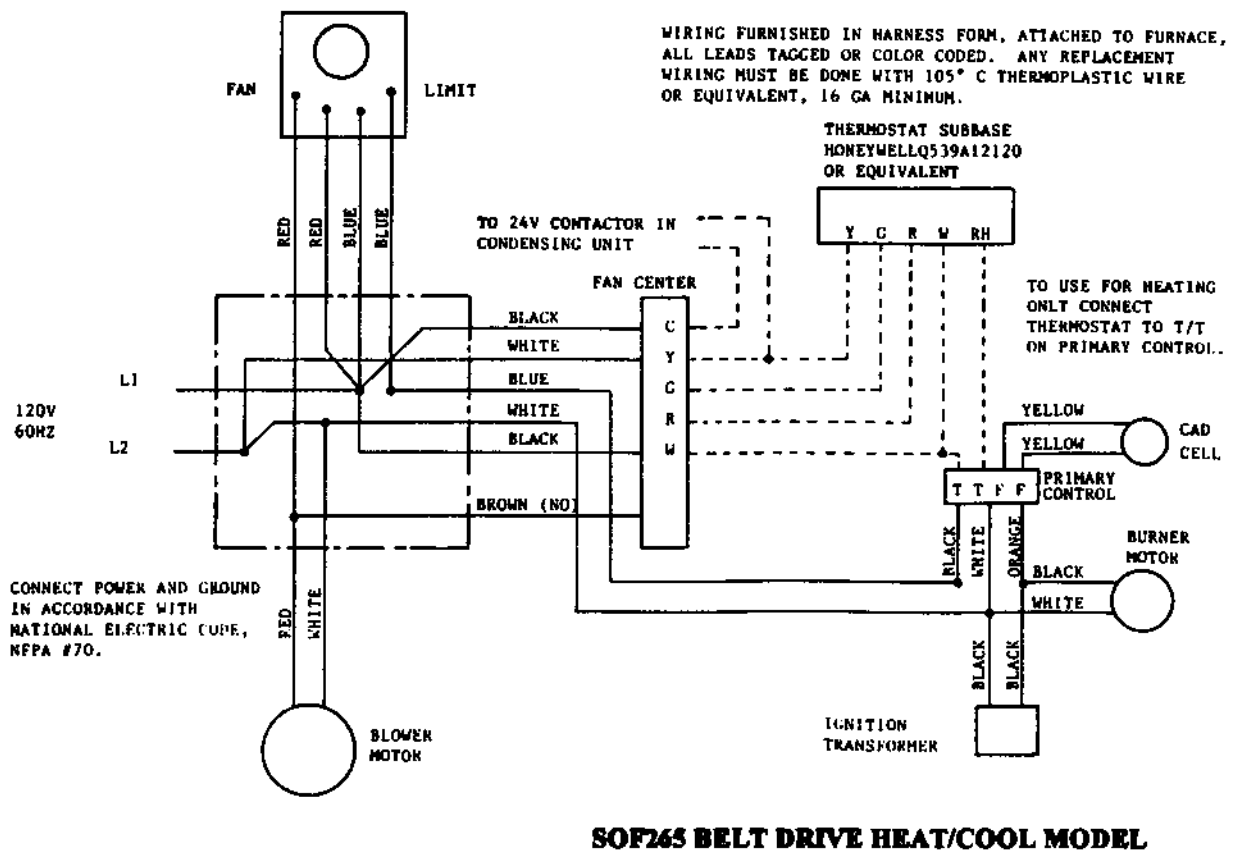 WIRING FURNISHED IN HARNESS FORM, ATTACHED TO FURNACE,
ALL LEADS TAGGED OR COLOR CODED. ANY REPLACEMENT
WIRING MUST BE DONE WITH 105° C THERMOPLASTIC WIRE
OR EQUIVALENT, 16 GA MINIMUM.
FAN
LIMIT
THERMOSTAT SUBBASE
HONEYWELLQ539A12120
OR EQUIVALENT
RED
RED
BLUE
BLUE
TO 24V CONTACTOR IN
CONDENSING UNIT
Y G R W RH
FAN CENTER
TO USE FOR HEATING
ONLT CONNECT
THERMOSTAT TO T/T
ON PRIMARY CONTROL.
BLACK
C
WHITE
Y
L1
BLUE
G
120V
60HZ
WHITE
R
L2
BLACK
W
YELLOW
YELLOW
CAD
CELL
T T F F
PRIMARY
CONTROL
BROWN (NO)
BLACK
WHITE
ORANGE
BURNER
MOTOR
BLACK
WHITE
CONNECT POWER AND GROUND
IN ACCORDANCE WITH
NATIONAL ELECTRIC CODE,
NFPA #70.
RED
WHITE
BLACK
BLACK
BLOWER
MOTOR
IGNITION
TRANSFORMER
SOF265 BELT DRIVE HEAT/COOL MODEL